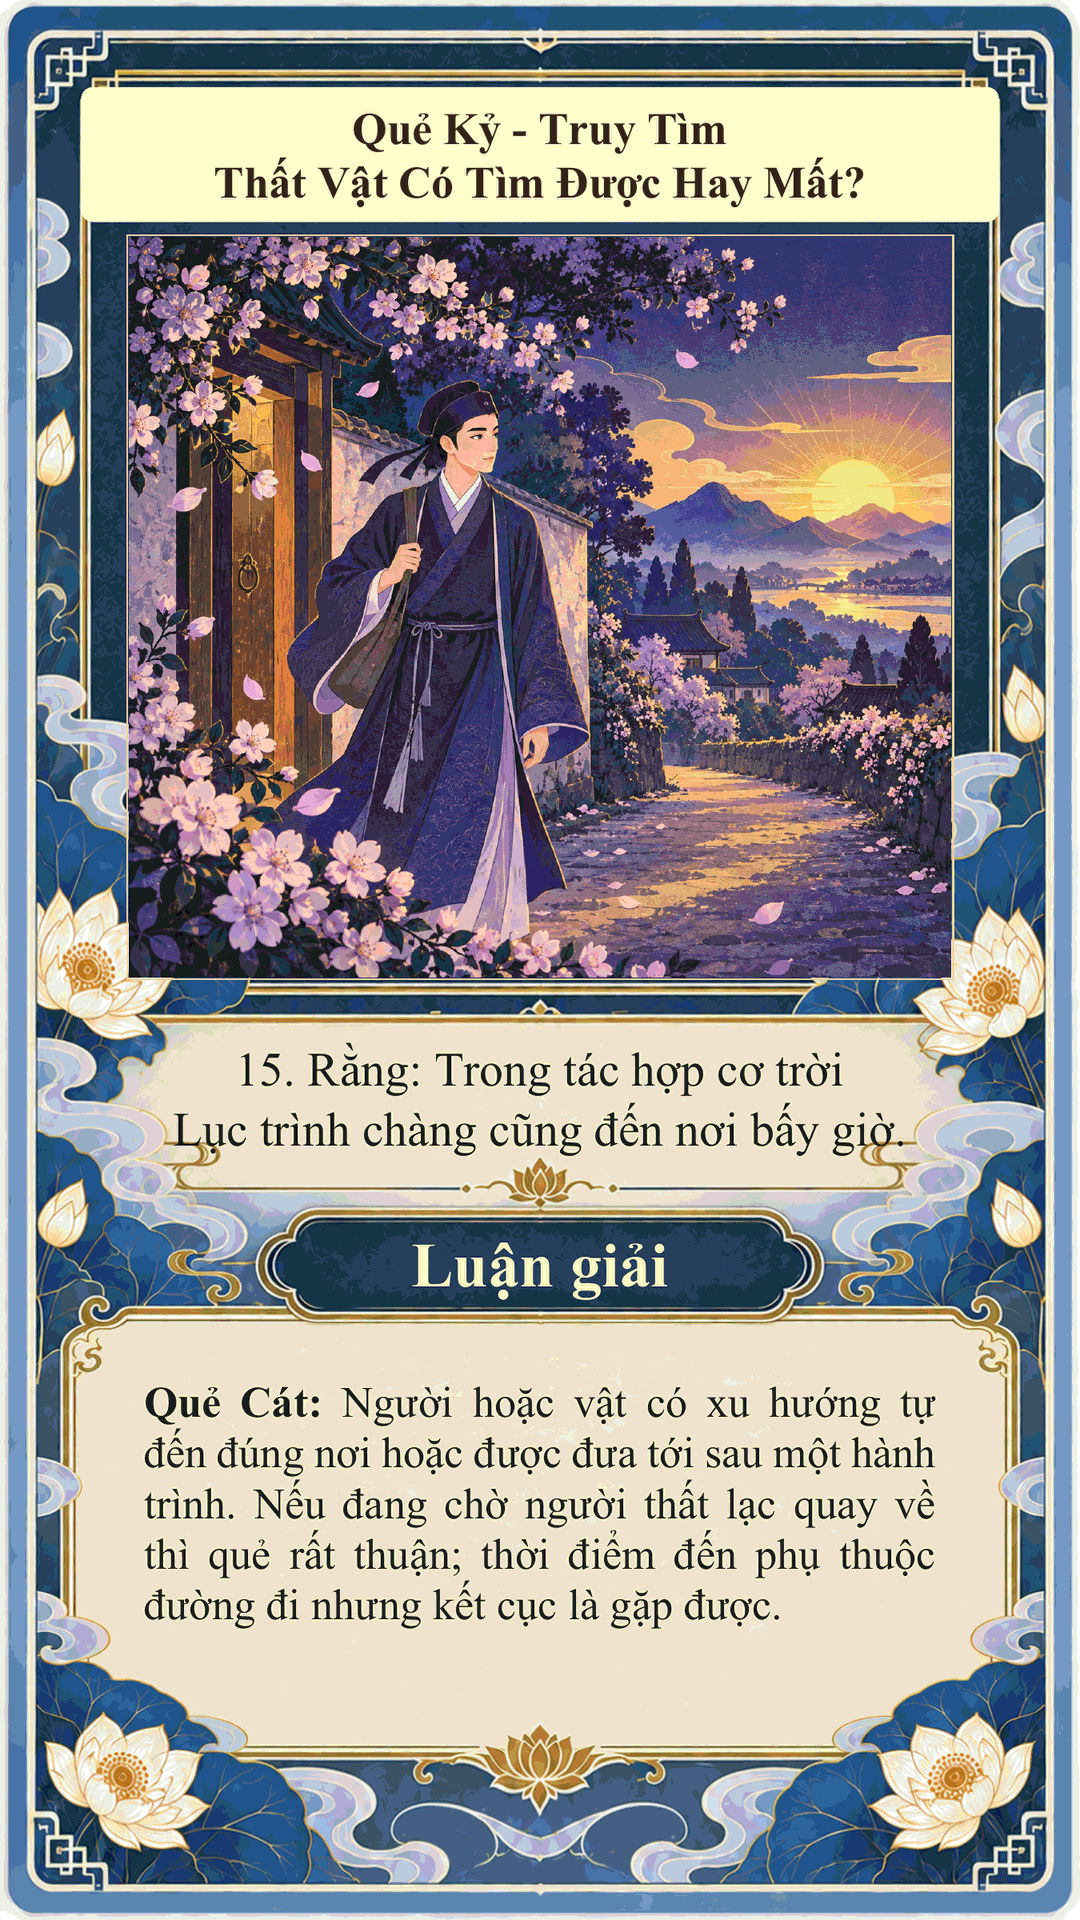 Quẻ Kỷ - Truy Tìm
Thất Vật Có Tìm Được Hay Mất?
15. Rằng: Trong tác hợp cơ trời
Lục trình chàng cũng đến nơi bấy giờ.
Luận giải
Quẻ Cát: Người hoặc vật có xu hướng tự
đến đúng nơi hoặc được đưa tới sau một hành
trình. Nếu đang chờ người thất lạc quay về
thì quẻ rất thuận; thời điểm đến phụ thuộc
đường đi nhưng kết cục là gặp được.